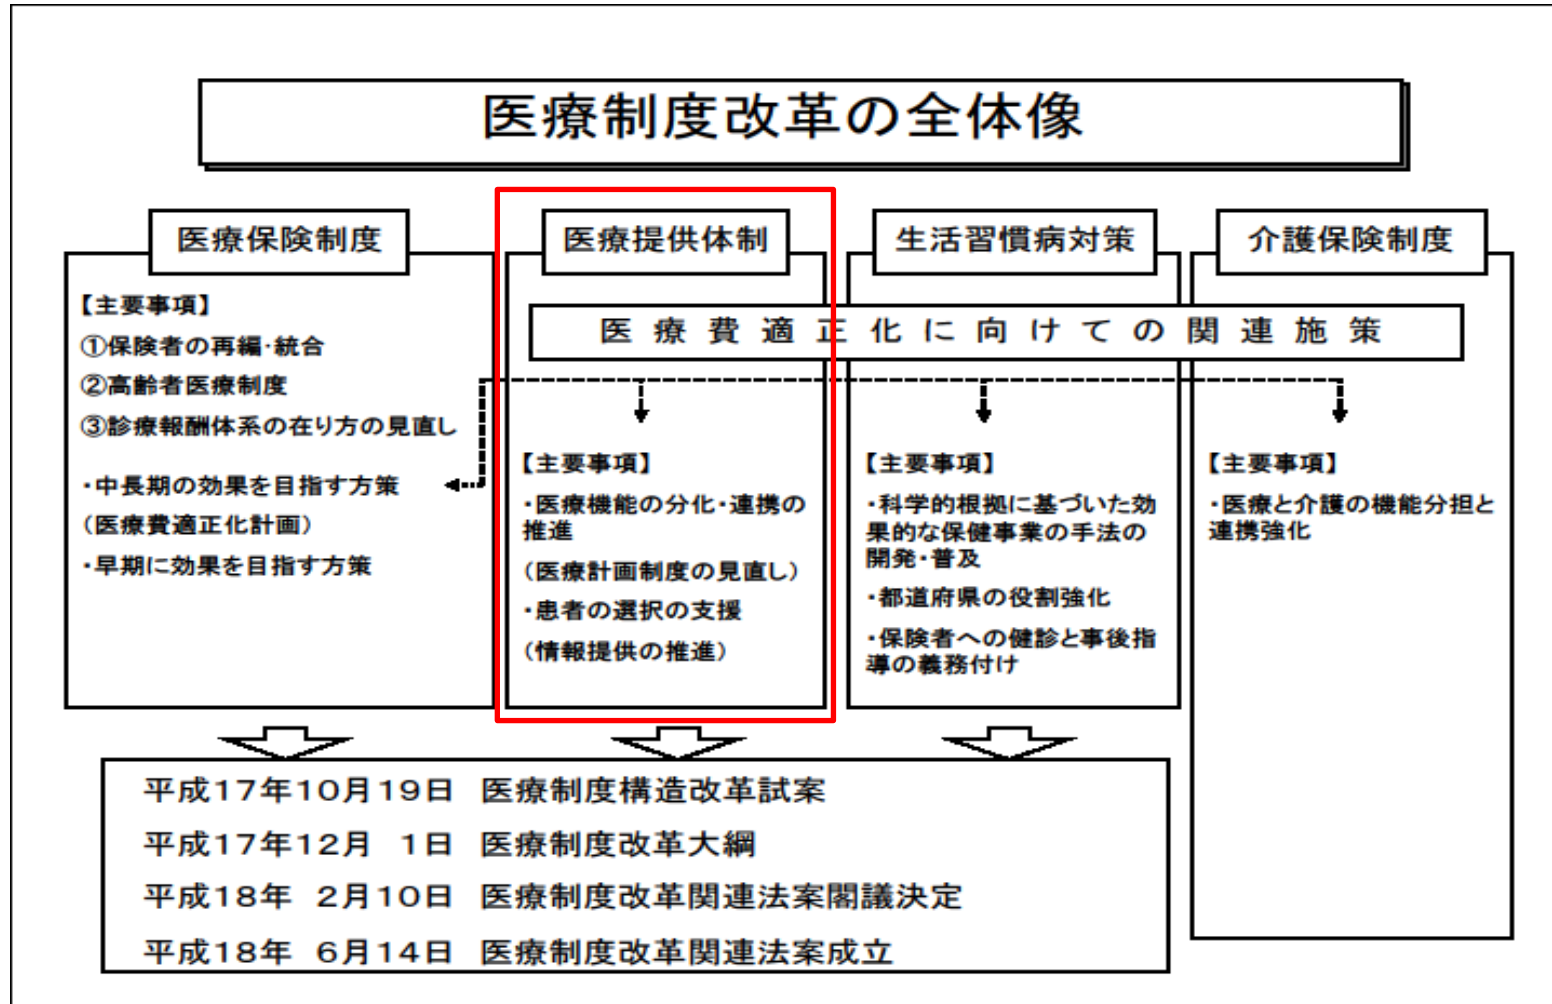 医療制度改革の全体像
医療保険制度
【主要事項】
①保険者の再編・統合
②高齢者医療制度
③診療報酬体系の在り方の見直し
・中長期の効果を目指す方策
(医療費適正化計画)
・早期に効果を目指す方策
医療提供体制
生活習慣病対策
介護保険制度
医療費適正化に向けての関連施策
【主要事項】
・医療機能の分化・連携の
推進
(医療計画制度の見直し)
・患者の選択の支援
(情報提供の推進)
【主要事項】
・科学的根拠に基づいた効
果的な保健事業の手法の
開発・普及
・都道府県の役割強化
・保険者への健診と事後指
導の義務付け
【主要事項】
・医療と介護の機能分担と
連携強化
平成17年10月19日 医療制度構造改革試案
平成17年12月 1日 医療制度改革大綱
平成18年 2月10日 医療制度改革関連法案閣議決定
平成18年 6月14日 医療制度改革関連法案成立